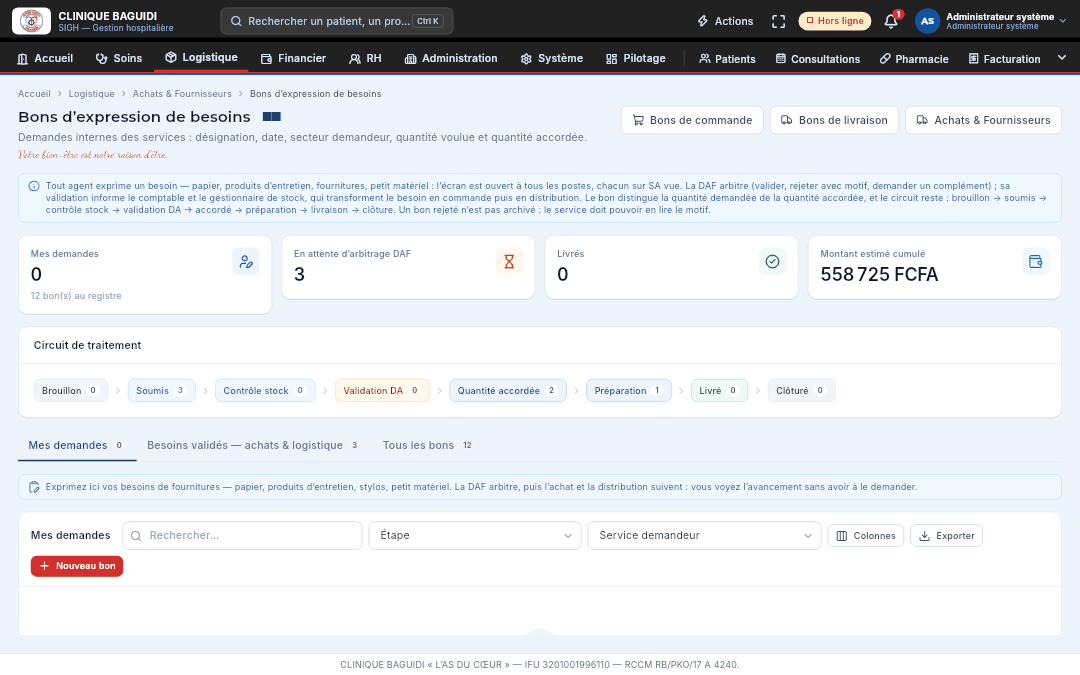 CLINIQUE BAGUIDI
SIGH — Gestion hospitalière
Rechercher un patient, un pro... Ctrl K
Actions
Hors ligne
1
AS
Administrateur système
Administrateur système
Accueil Soins Logistique Financier RH Administration Système Pilotage Patients Consultations Pharmacie Facturation
Accueil > Logistique > Achats & Fournisseurs > Bons d'expression de besoins
Bons d'expression de besoins
Bons de commande Bons de livraison Achats & Fournisseurs
Demandes internes des services : désignation, date, secteur demandeur, quantité voulue et quantité accordée.
Votre bien-être est notre raison d'être.
Tout agent exprime un besoin — papier, produits d'entretien, fournitures, petit matériel : l'écran est ouvert à tous les postes, chacun sur SA vue. La DAF arbitre (valider, rejeter avec motif, demander un complément) ; sa
validation informe le comptable et le gestionnaire de stock, qui transforment le besoin en commande puis en distribution. Le bon distingue la quantité demandée de la quantité accordée, et le circuit reste : brouillon → soumis →
contrôle stock → validation DA → accordé → préparation → livraison → clôture. Un bon rejeté n'est pas archivé : le service doit pouvoir en lire le motif.
Mes demandes
0
12 bon(s) au registre
En attente d'arbitrage DAF
3
Livrés
0
Montant estimé cumulé
558 725 FCFA
Circuit de traitement
Brouillon 0 > Soumis 3 > Contrôle stock 0 > Validation DA 0 > Quantité accordée 2 > Préparation 1 > Livré 0 > Clôturé 0
Mes demandes 0 Besoins validés — achats & logistique 3 Tous les bons 12
Exprimez ici vos besoins de fournitures — papier, produits d'entretien, stylos, petit matériel. La DAF arbitre, puis l'achat et la distribution suivent : vous voyez l'avancement sans avoir à le demander.
Mes demandes Rechercher... Étape Service demandeur Colonnes Exporter
Nouveau bon
CLINIQUE BAGUIDI « L'AS DU CŒUR » — IFU 3201001996110 — RCCM RB/PKO/17 A 4240.